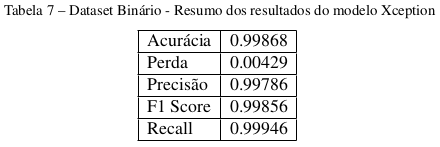 Tabela 7 – Dataset Binário - Resumo dos resultados do modelo Xception
Acurácia 0.99868
Perda 0.00429
Precisão 0.99786
F1 Score 0.99856
Recall 0.99946